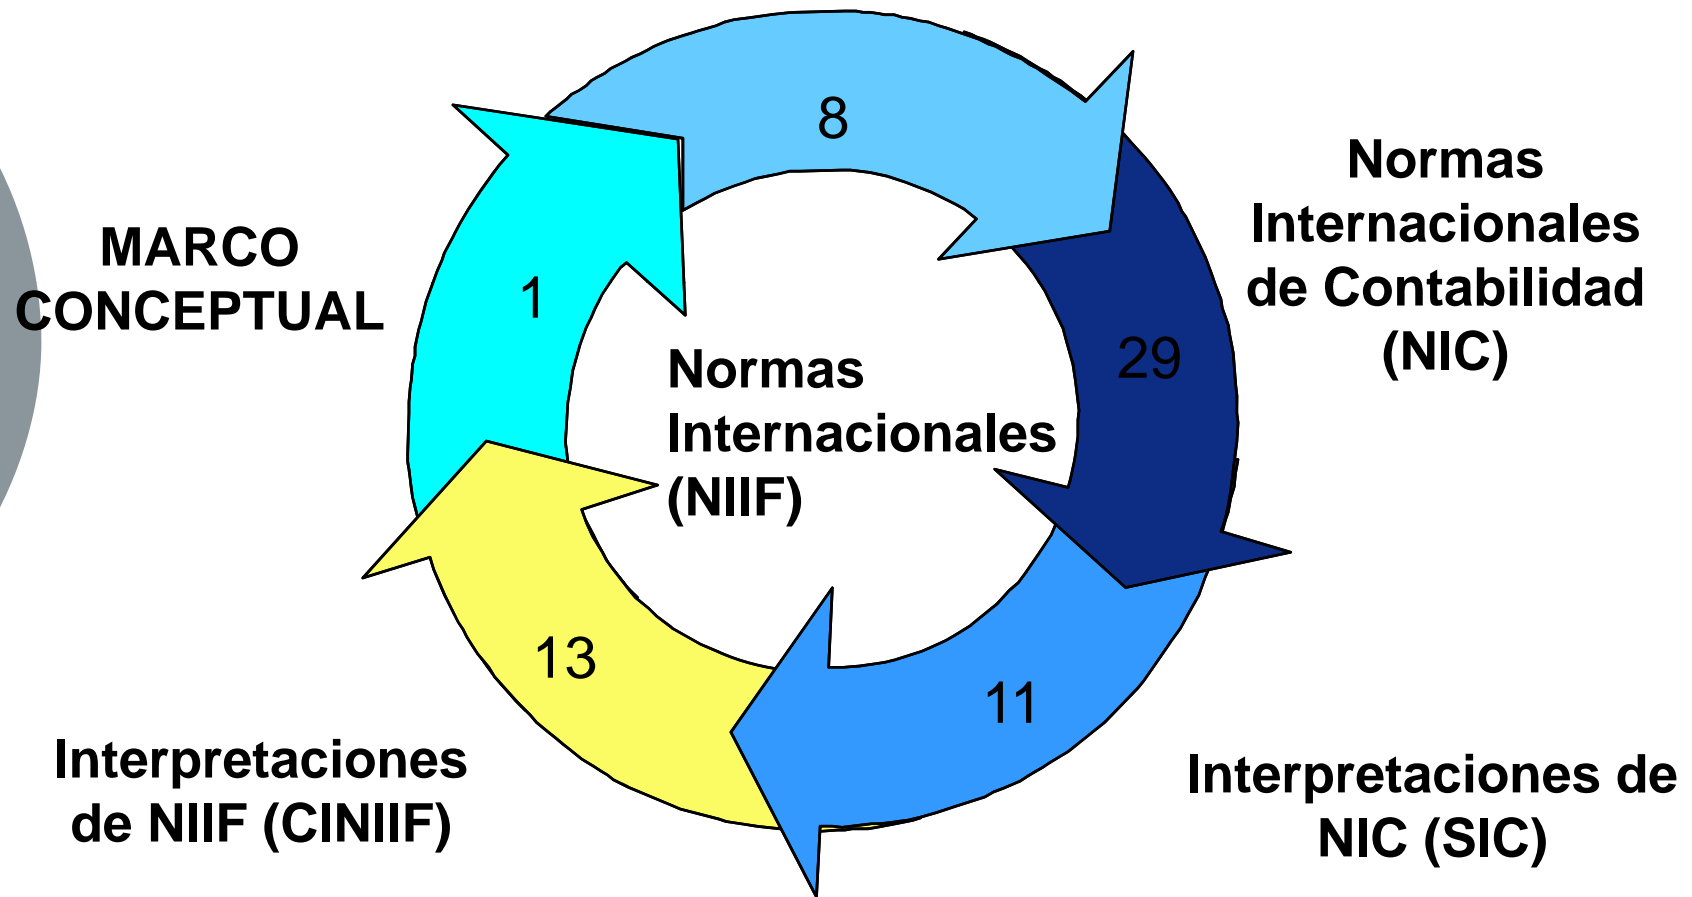 8
Normas
Internacionales
de Contabilidad
(NIC)
29
MARCO
CONCEPTUAL
1
Normas
Internacionales
(NIIF)
13
11
Interpretaciones
de NIIF (CINIIF)
Interpretaciones de
NIC (SIC)